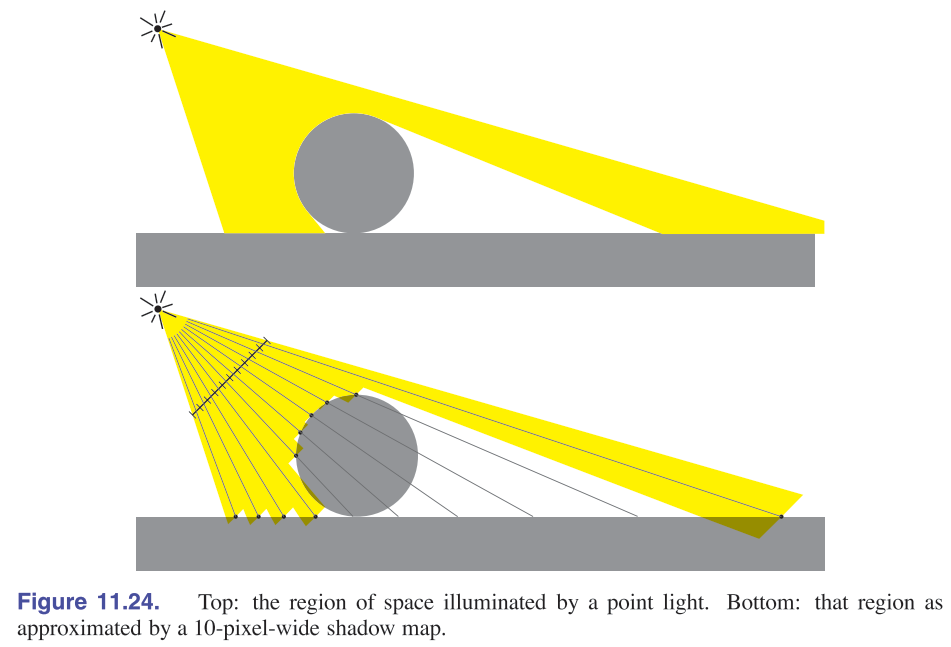 Figure 11.24. Top: the region of space illuminated by a point light. Bottom: that region as
approximated by a 10-pixel-wide shadow map.